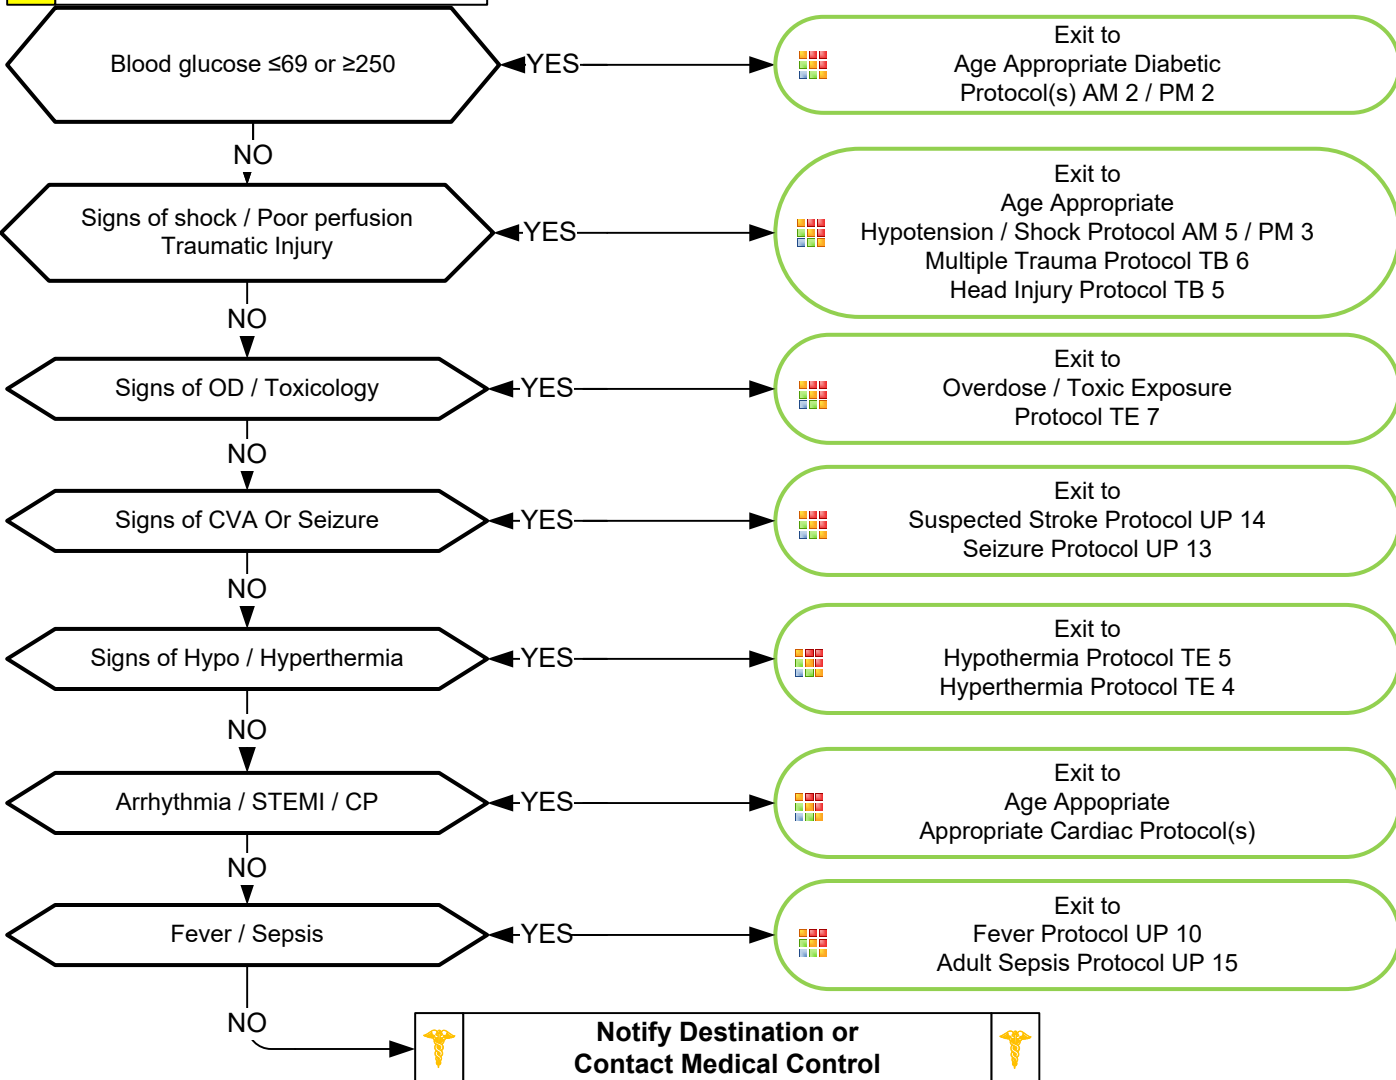 Blood glucose ≤69 or ≥250
YES
Exit to
Age Appropriate Diabetic
Protocol(s) AM 2 / PM 2
NO
Signs of shock / Poor perfusion
Traumatic Injury
YES
Exit to
Age Appropriate
Hypotension / Shock Protocol AM 5 / PM 3
Multiple Trauma Protocol TB 6
Head Injury Protocol TB 5
NO
Signs of OD / Toxicology
YES
Exit to
Overdose / Toxic Exposure
Protocol TE 7
NO
Signs of CVA Or Seizure
YES
Exit to
Suspected Stroke Protocol UP 14
Seizure Protocol UP 13
NO
Signs of Hypo / Hyperthermia
YES
Exit to
Hypothermia Protocol TE 5
Hyperthermia Protocol TE 4
NO
Arrhythmia / STEMI / CP
YES
Exit to
Age Appopriate
Appropriate Cardiac Protocol(s)
NO
Fever / Sepsis
YES
Exit to
Fever Protocol UP 10
Adult Sepsis Protocol UP 15
NO
Notify Destination or
Contact Medical Control